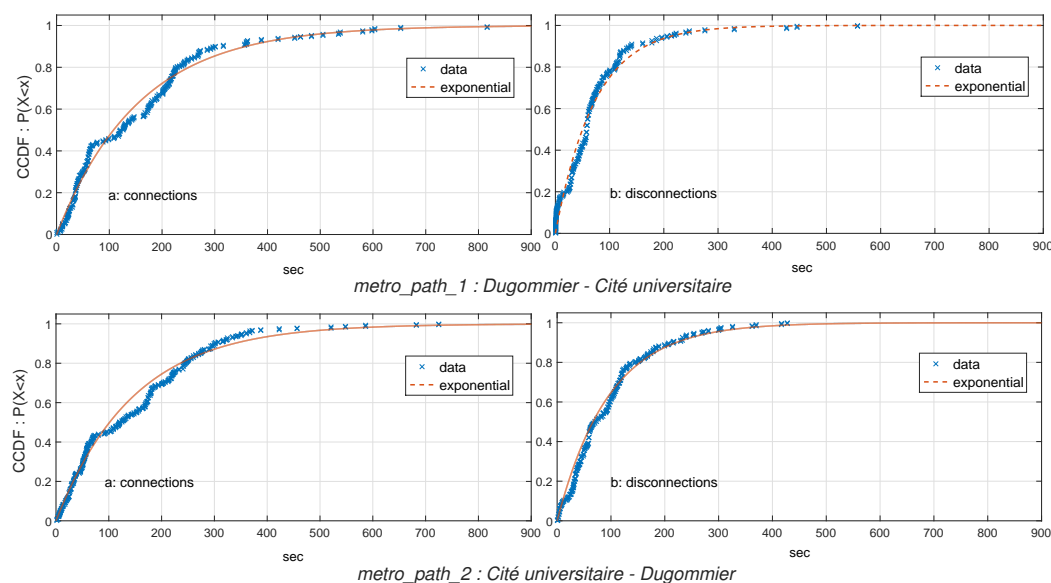 1
0.8
0.6
0.4
0.2
0
CCDF : P(X<x)
data
exponential
a: connections
0 100 200 300 400 500 600 700 800 900
sec
1
0.8
0.6
0.4
0.2
0
data
exponential
b: disconnections
0 100 200 300 400 500 600 700 800 900
sec
metro_path_1 : Dugommier - Cité universitaire
1
0.8
0.6
0.4
0.2
0
CCDF : P(X<x)
data
exponential
a: connections
0 100 200 300 400 500 600 700 800 900
sec
1
0.8
0.6
0.4
0.2
0
data
exponential
b: disconnections
0 100 200 300 400 500 600 700 800 900
sec
metro_path_2 : Cité universitaire - Dugommier